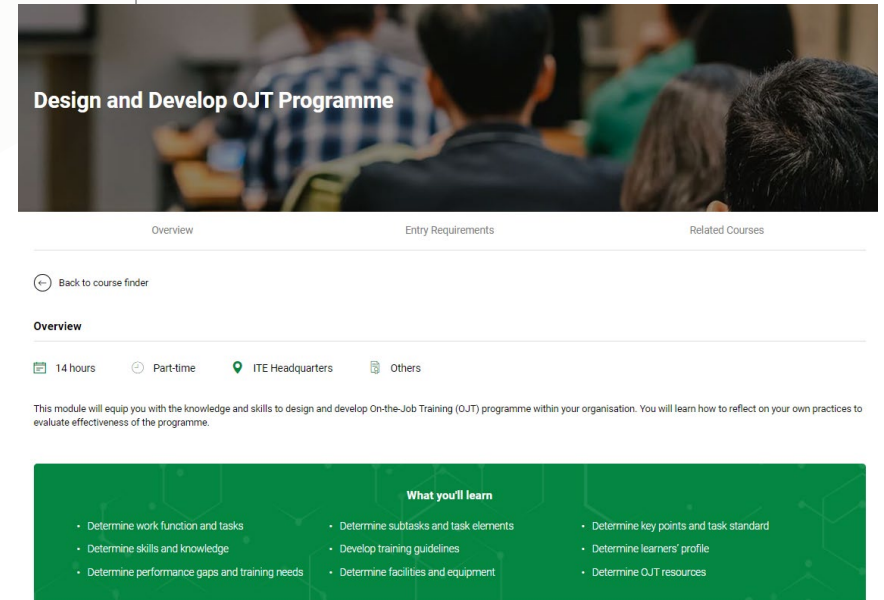 Design and Develop OJT Programme
Overview
Entry Requirements
Related Courses
Back to course finder
Overview
14 hours
Part-time
ITE Headquarters
Others
This module will equip you with the knowledge and skills to design and develop On-the-Job Training (OJT) programme within your organisation. You will learn how to reflect on your own practices to
evaluate effectiveness of the programme.
What you'll learn
• Determine work function and tasks
• Determine skills and knowledge
• Determine performance gaps and training needs
• Determine subtasks and task elements
• Develop training guidelines
• Determine facilities and equipment
• Determine key points and task standard
• Determine learners' profile
• Determine OJT resources